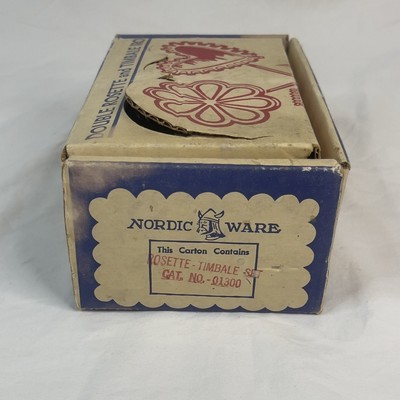 DOUBLE ROSETTE and TIMBALE
NORDIC WARE
This Carton Contains
ROSETTE-TIMBALE SET
CAT. NO.-01300